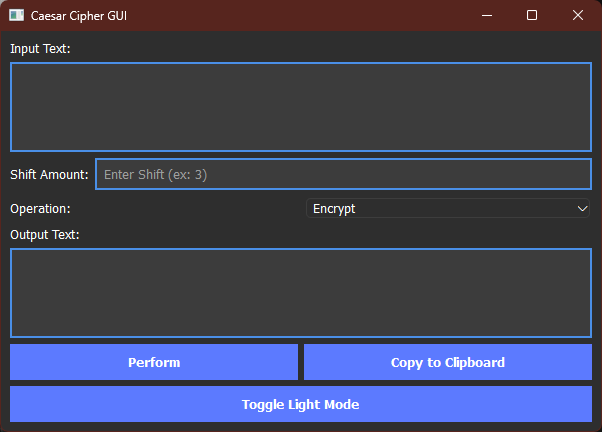 Caesar Cipher GUI
Input Text:
Shift Amount: Enter Shift (ex: 3)
Operation: Encrypt
Output Text:
Perform Copy to Clipboard
Toggle Light Mode